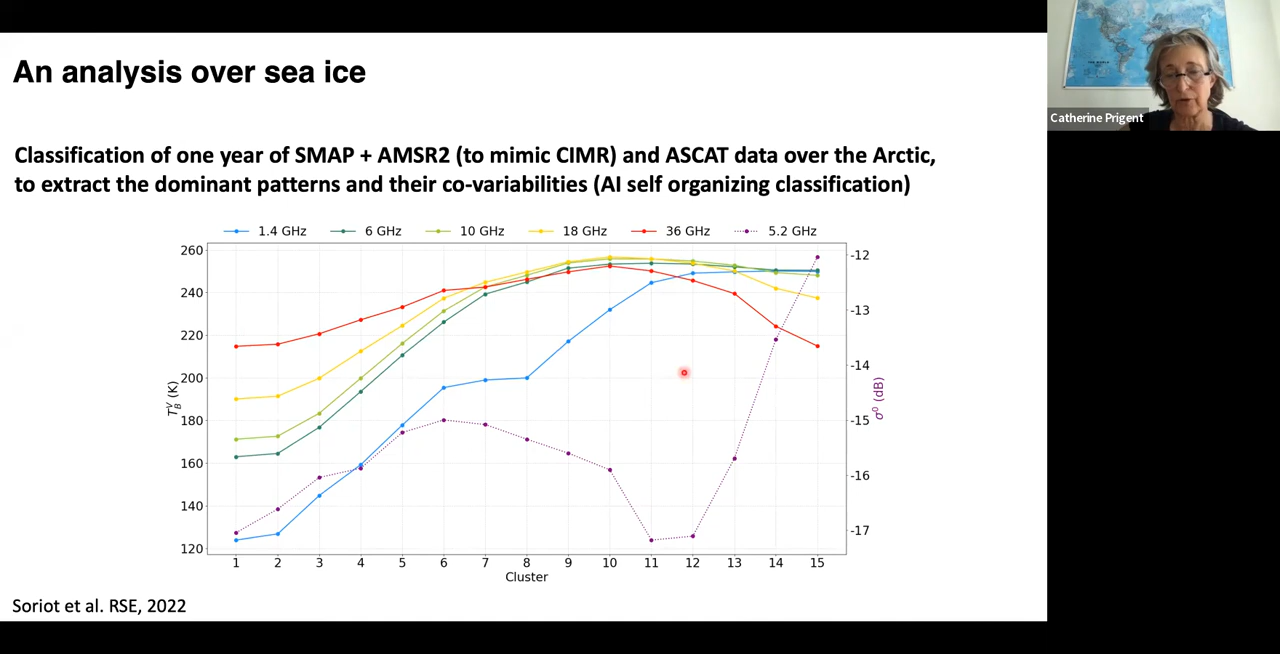 An analysis over sea ice
Catherine Prigent
Classification of one year of SMAP + AMSR2 (to mimic CIMR) and ASCAT data over the Arctic,
to extract the dominant patterns and their co-variabilities (AI self organizing classification)
1.4 GHz 6 GHz 10 GHz 18 GHz 36 GHz 5.2 GHz
260
240
220
200
180
160
140
120
T_B^V (K)
-12
-13
-14
-15
-16
-17
σ⁰ (dB)
1 2 3 4 5 6 7 8 9 10 11 12 13 14 15
Cluster
Soriot et al. RSE, 2022